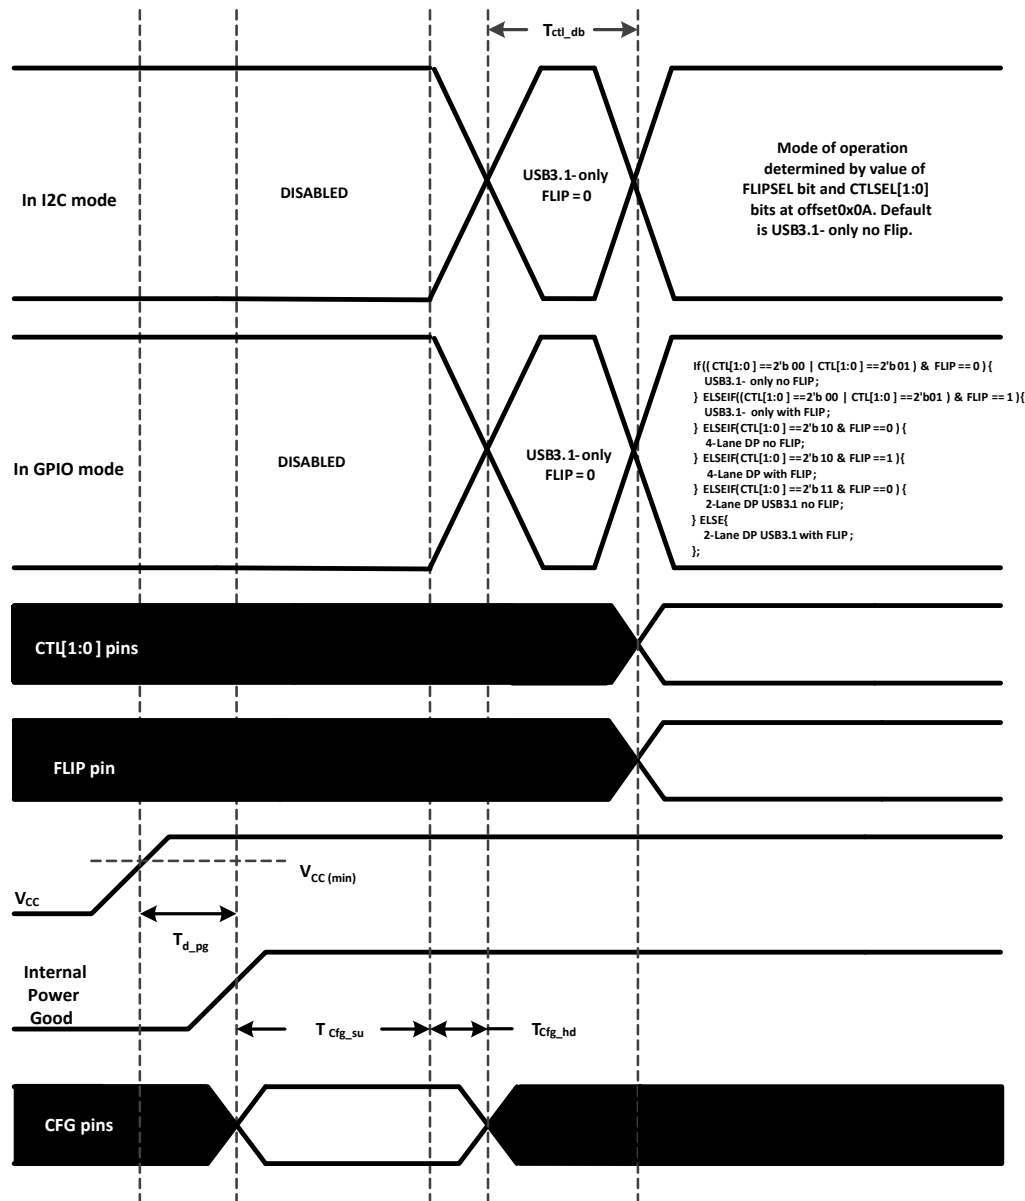 Tctl_db
In I2C mode
DISABLED
USB3.1- only
FLIP = 0
Mode of operation
determined by value of
FLIPSEL bit and CTLSEL[1:0]
bits at offset0x0A. Default
is USB3.1- only no Flip.
In GPIO mode
DISABLED
USB3.1- only
FLIP = 0
If(( CTL[1:0 ] ==2'b 00 | CTL[1:0 ] ==2'b 01 ) & FLIP == 0 ) {
USB3.1- only no FLIP;
} ELSEIF((CTL[1:0 ] ==2'b 00 | CTL[1:0 ] ==2'b01 ) & FLIP == 1 ){
USB3.1- only with FLIP;
} ELSEIF(CTL[1:0 ] ==2'b 10 & FLIP ==0 ) {
4-Lane DP no FLIP;
} ELSEIF(CTL[1:0 ] ==2'b 10 & FLIP ==1 ){
4-Lane DP with FLIP;
} ELSEIF(CTL[1:0 ] ==2'b 11 & FLIP ==0 ) {
2-Lane DP USB3.1 no FLIP;
} ELSE{
2-Lane DP USB3.1 with FLIP ;
};
CTL[1:0 ] pins
FLIP pin
VCC (min)
VCC
Td_pg
Internal
Power
Good
T Cfg_su
TCfg_hd
CFG pins